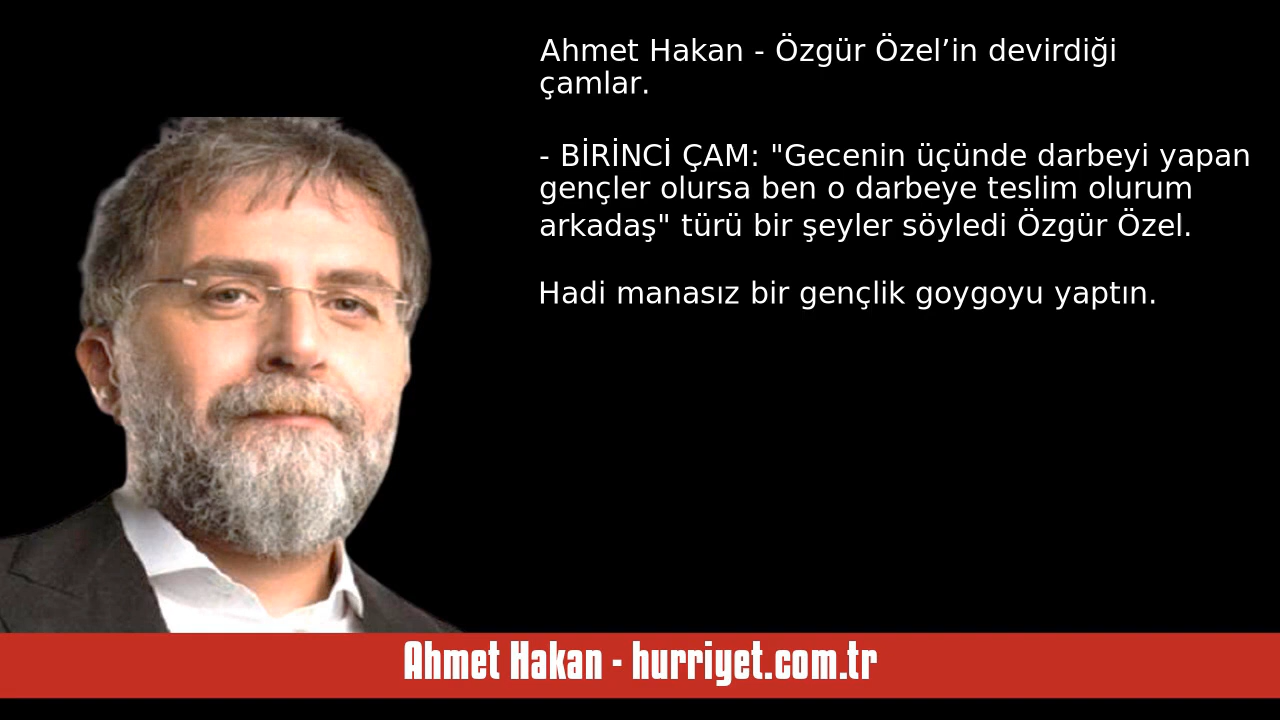 Ahmet Hakan - Özgür Özel’in devirdiği
çamlar.
- BİRİNCİ ÇAM: "Gecenin üçünde darbeyi yapan
gençler olursa ben o darbeye teslim olurum
arkadaş" türü bir şeyler söyledi Özgür Özel.
Hadi manasız bir gençlik goygoyu yaptın.
Ahmet Hakan - hurriyet.com.tr